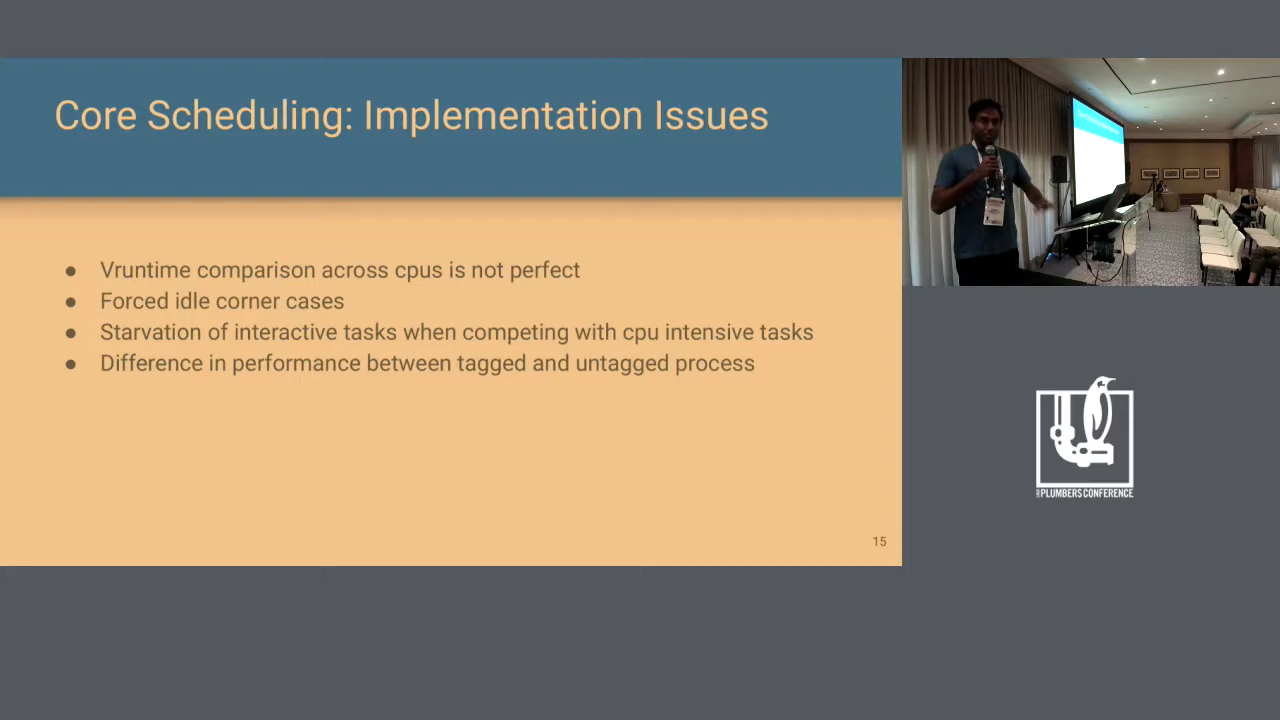 Core Scheduling: Implementation Issues
● Vruntime comparison across cpus is not perfect
● Forced idle corner cases
● Starvation of interactive tasks when competing with cpu intensive tasks
● Difference in performance between tagged and untagged process
15
PLUMBERS CONFERENCE